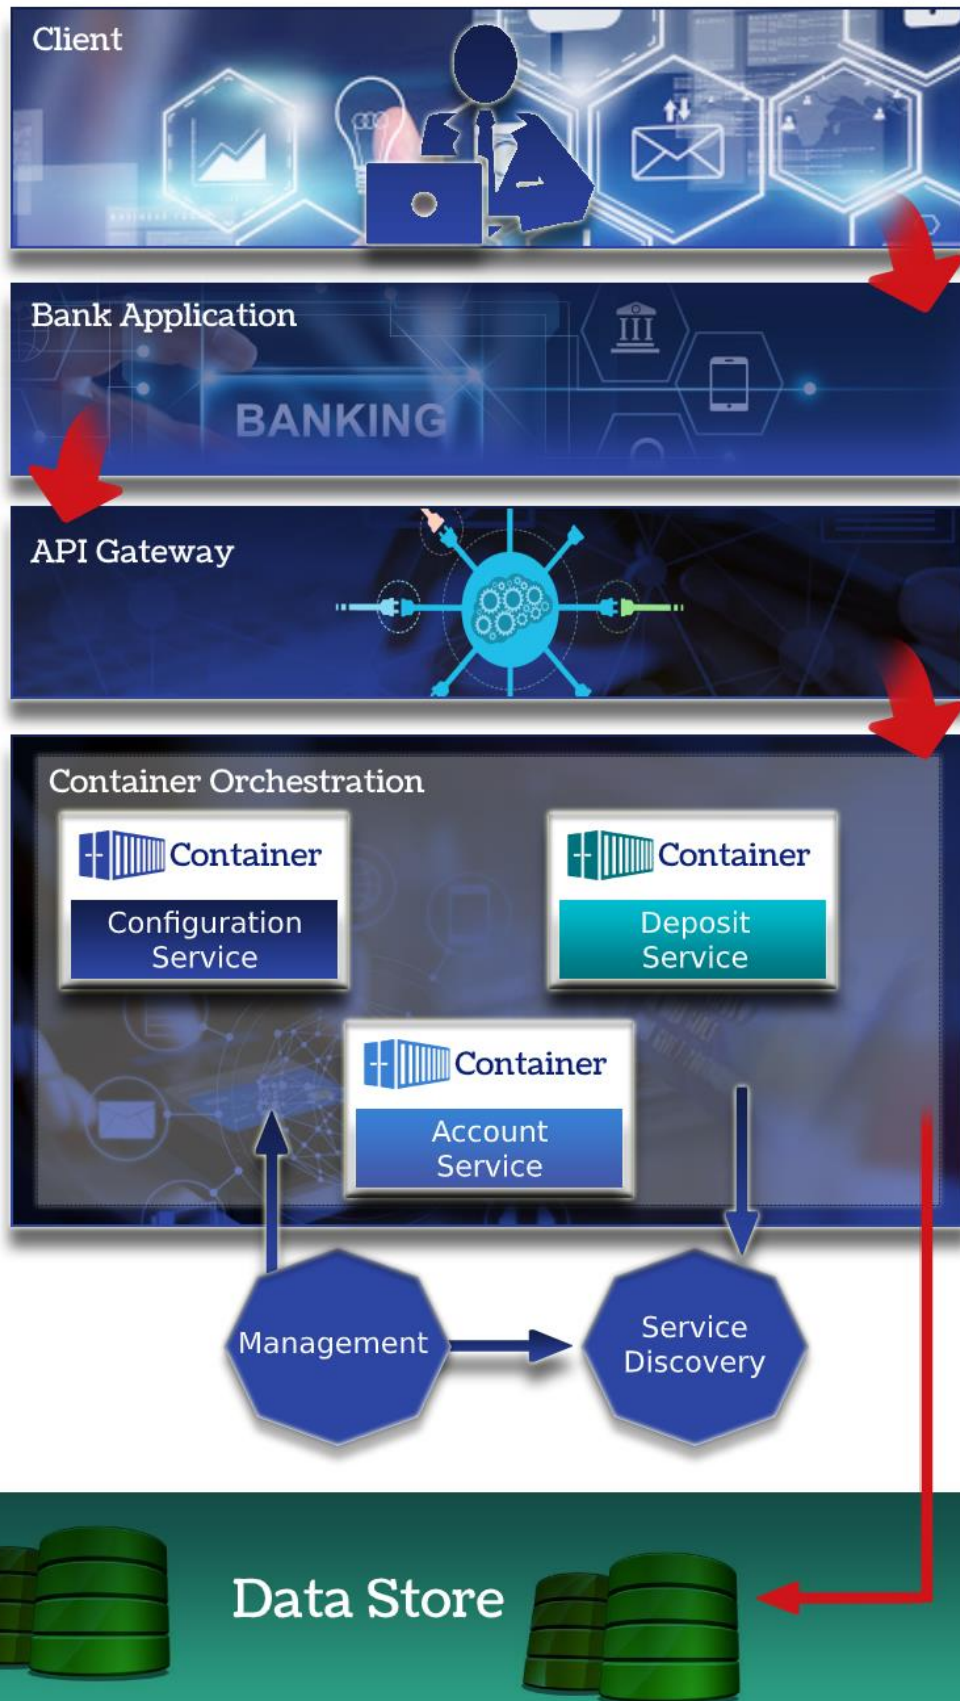 Client
Bank Application
BANKING
API Gateway
Container Orchestration
Container
Configuration
Service
Container
Deposit
Service
Container
Account
Service
Management
Service
Discovery
Data Store